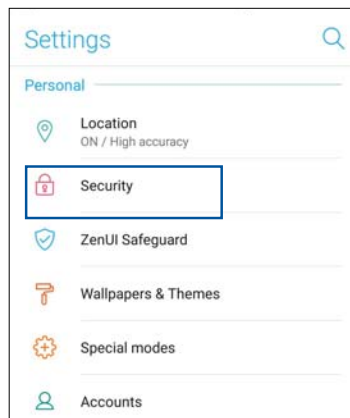 Settings
Personal
Location
ON / High accuracy
Security
ZenUI Safeguard
Wallpapers & Themes
Special modes
Accounts